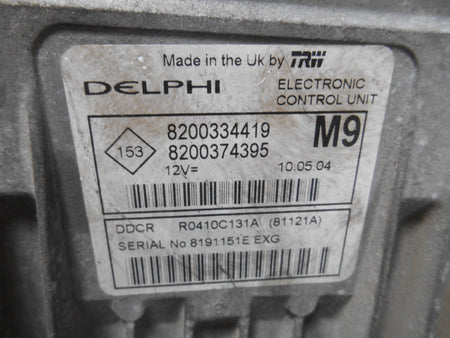 Made in the Uk by TRW
DELPHI
ELECTRONIC
CONTROL UNIT
153
8200334419
8200374395
M9
12V= 10.05.04
DDCR R0410C131A (81121A)
SERIAL No 8191151E EXG